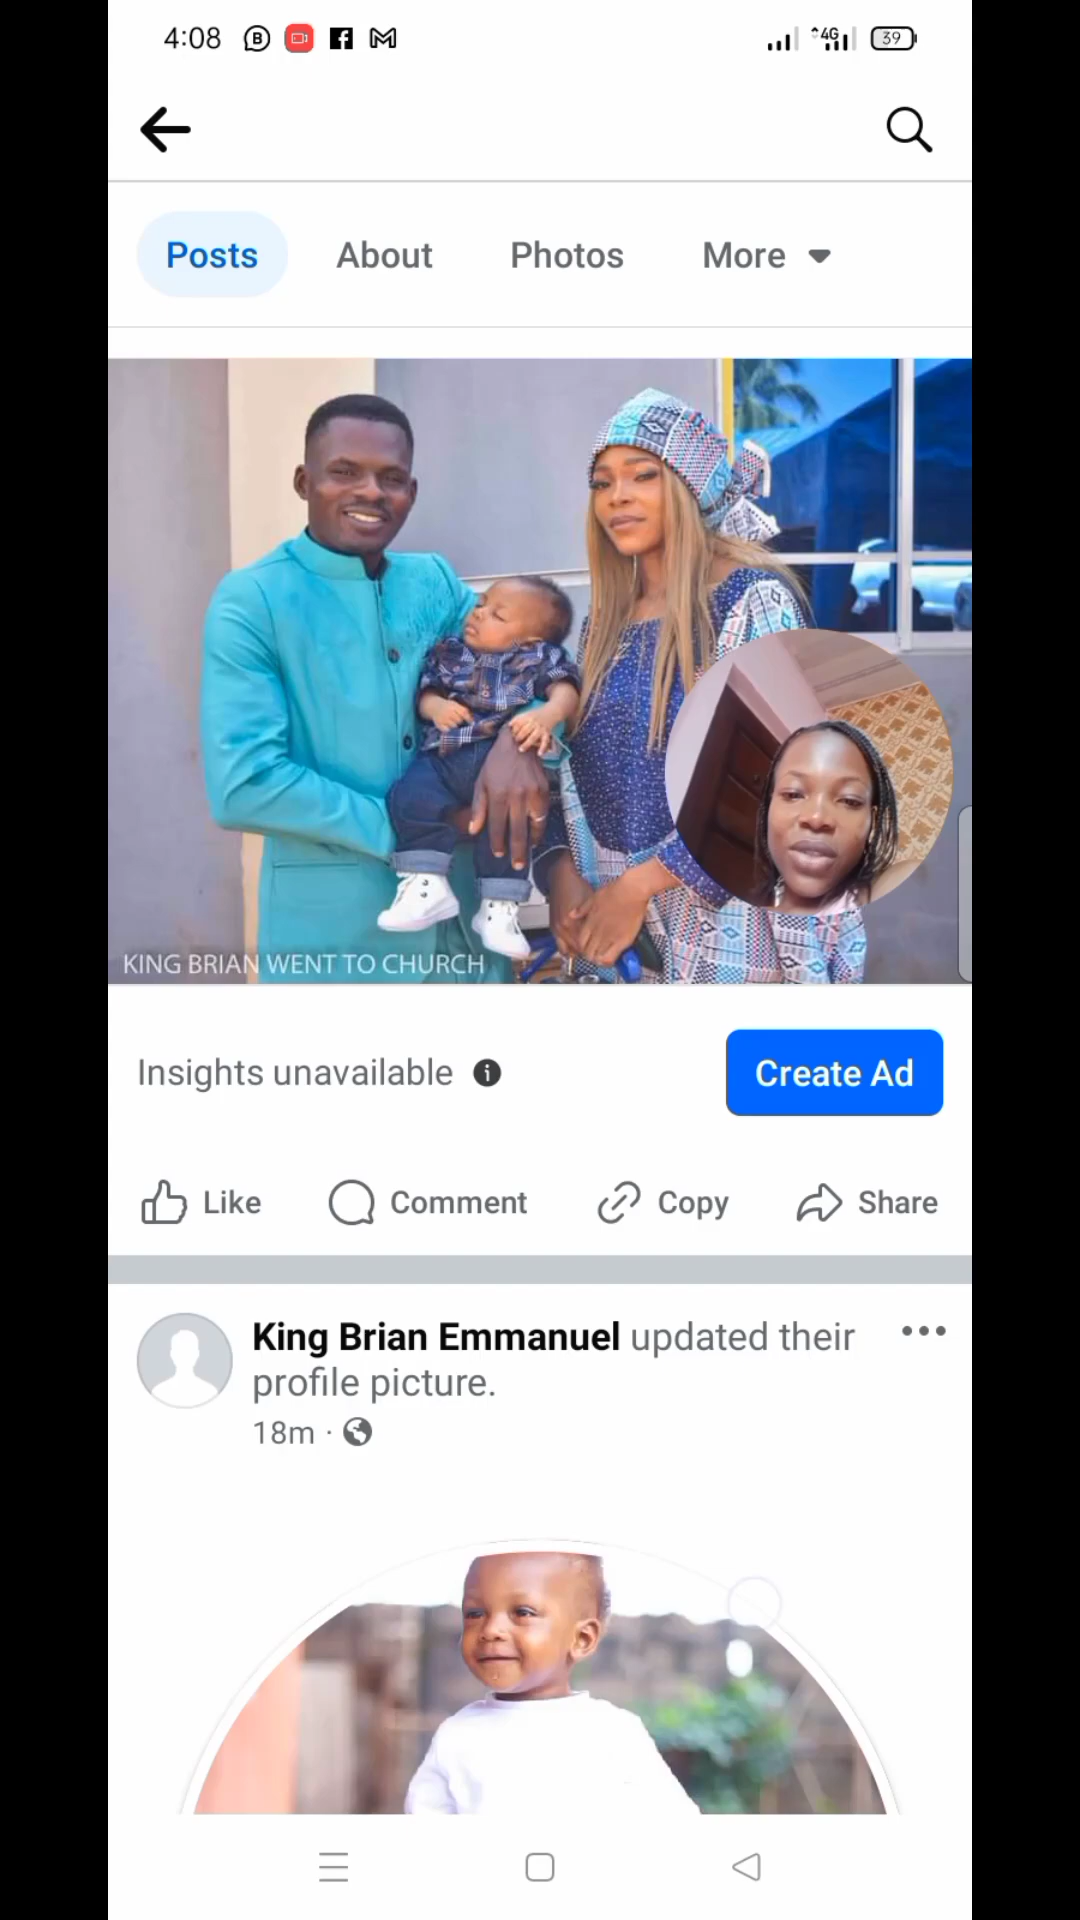 4:08
39
4G
Posts
About
Photos
More
KING BRIAN WENT TO CHURCH
Insights unavailable
Create Ad
Like
Comment
Copy
Share
King Brian Emmanuel updated their
profile picture.
18m ·